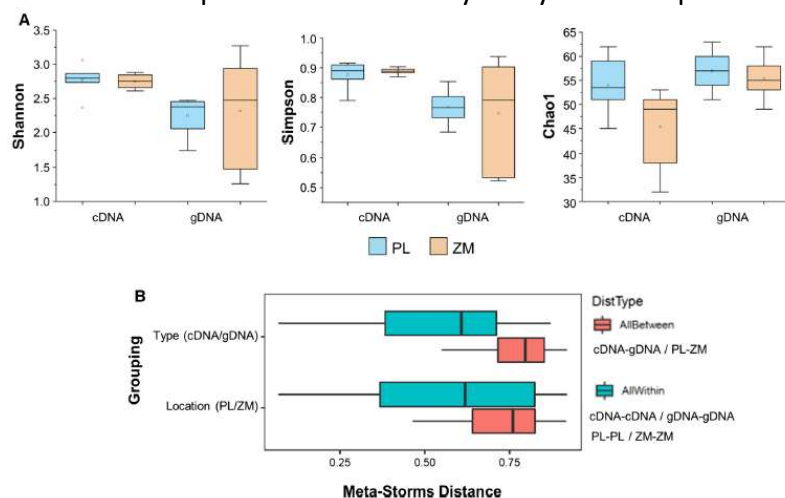 A
Shannon
3.5
3.0
2.5
2.0
1.5
1.0
cDNA
gDNA
Simpson
1.0
0.9
0.8
0.7
0.6
0.5
cDNA
gDNA
Chao1
65
60
55
50
45
40
35
30
cDNA
gDNA
PL
ZM
B
Grouping
Type (cDNA/gDNA)
Location (PL/ZM)
0.25
0.50
0.75
Meta-Storms Distance
DistType
AllBetween
cDNA-gDNA / PL-ZM
AllWithin
cDNA-cDNA / gDNA-gDNA
PL-PL / ZM-ZM